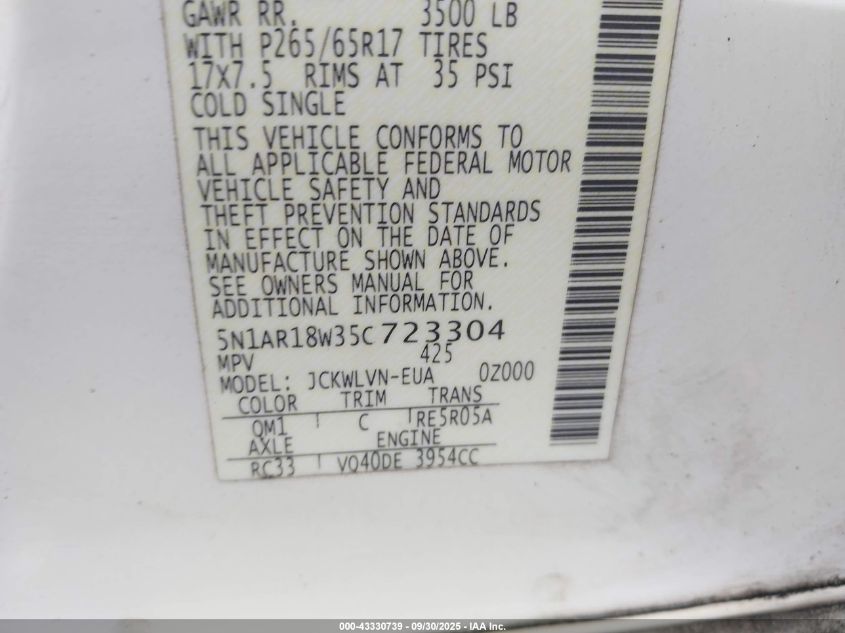 GAWR RR. 3500 LB
WITH P265/65R17 TIRES
17X7.5 RIMS AT 35 PSI
COLD SINGLE
THIS VEHICLE CONFORMS TO
ALL APPLICABLE FEDERAL MOTOR
VEHICLE SAFETY AND
THEFT PREVENTION STANDARDS
IN EFFECT ON THE DATE OF
MANUFACTURE SHOWN ABOVE.
SEE OWNERS MANUAL FOR
ADDITIONAL INFORMATION.
5N1AR18W35C723304
MPV 425
MODEL: JCKWLVN-EUA 0Z000
COLOR TRIM TRANS
QM1 C RE5R05A
AXLE ENGINE
RC33 VQ40DE 3954CC
000-43330739 - 09/30/2025 - IAA Inc.